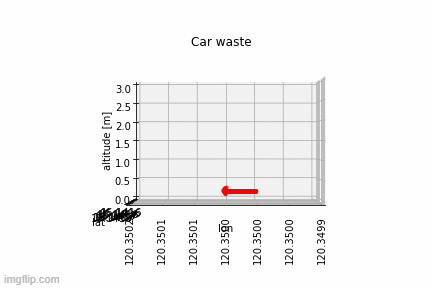 Car waste
altitude [m]
3.0
2.5
2.0
1.5
1.0
0.5
0.0
lat
lon
120.3502
120.3501
120.3501
120.3500
120.3500
120.3500
120.3499
imgflip.com